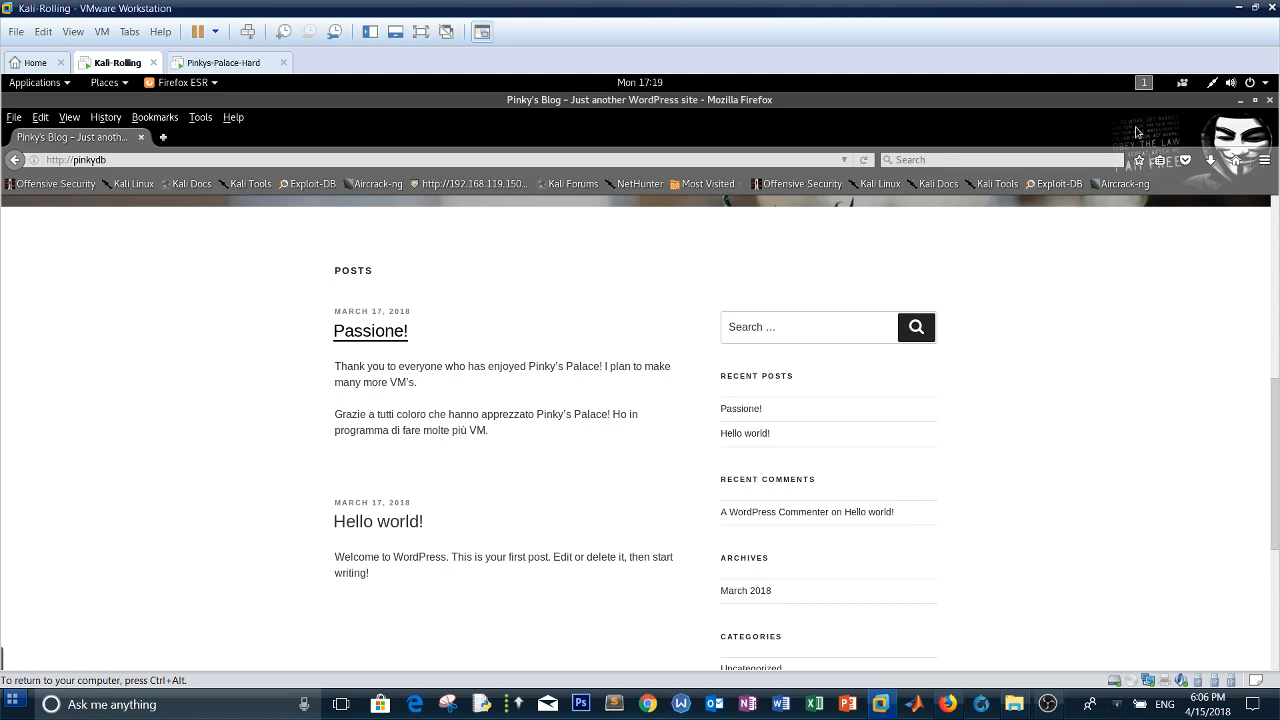 Kali-Rolling - VMware Workstation
File Edit View VM Tabs Help
Home Kali-Rolling Pinkys-Palace-Hard
Applications Places Firefox ESR Mon 17:19 1
Pinky's Blog – Just another WordPress site - Mozilla Firefox
File Edit View History Bookmarks Tools Help
Pinky's Blog – Just anoth...
http://pinkydb Search
Offensive Security Kali Linux Kali Docs Kali Tools Exploit-DB Aircrack-ng http://192.168.119.150... Kali Forums NetHunter Most Visited Offensive Security Kali Linux Kali Docs Kali Tools Exploit-DB Aircrack-ng
POSTS
MARCH 17, 2018
Passione!
Thank you to everyone who has enjoyed Pinky's Palace! I plan to make
many more VM's.
Grazie a tutti coloro che hanno apprezzato Pinky's Palace! Ho in
programma di fare molte più VM.
MARCH 17, 2018
Hello world!
Welcome to WordPress. This is your first post. Edit or delete it, then start
writing!
Search …
RECENT POSTS
Passione!
Hello world!
RECENT COMMENTS
A WordPress Commenter on Hello world!
ARCHIVES
March 2018
CATEGORIES
Uncategorized
To return to your computer, press Ctrl+Alt.
Ask me anything
ENG
6:06 PM
4/15/2018